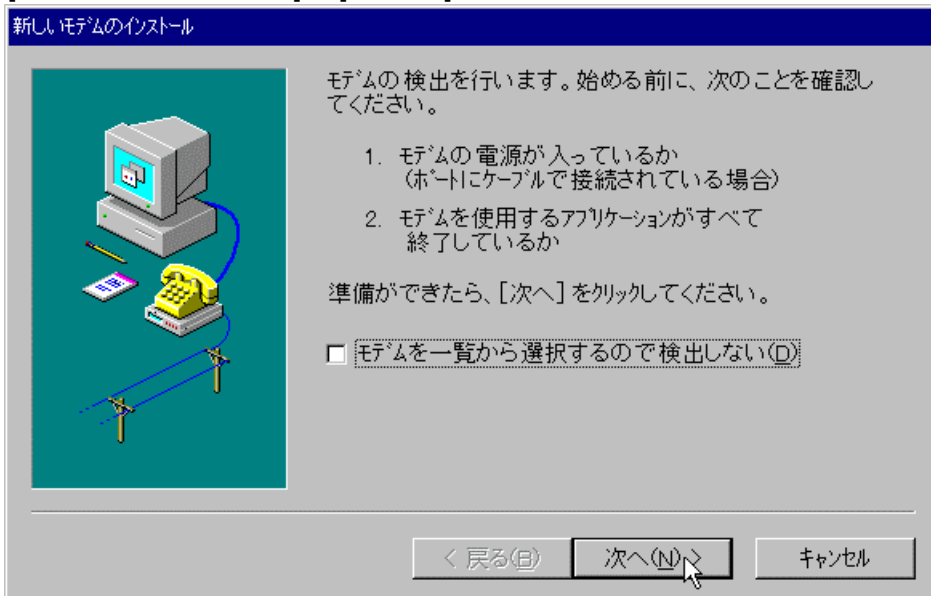 新しいモデムのインストール
モデムの検出を行います。始める前に、次のことを確認し
てください。
1. モデムの電源が入っているか
(ポートにケーブルで接続されている場合)
2. モデムを使用するアプリケーションがすべて
終了しているか
準備ができたら、[次へ] をクリックしてください。
モデムを一覧から選択するので検出しない(D)
< 戻る(B)
次へ(N) >
キャンセル